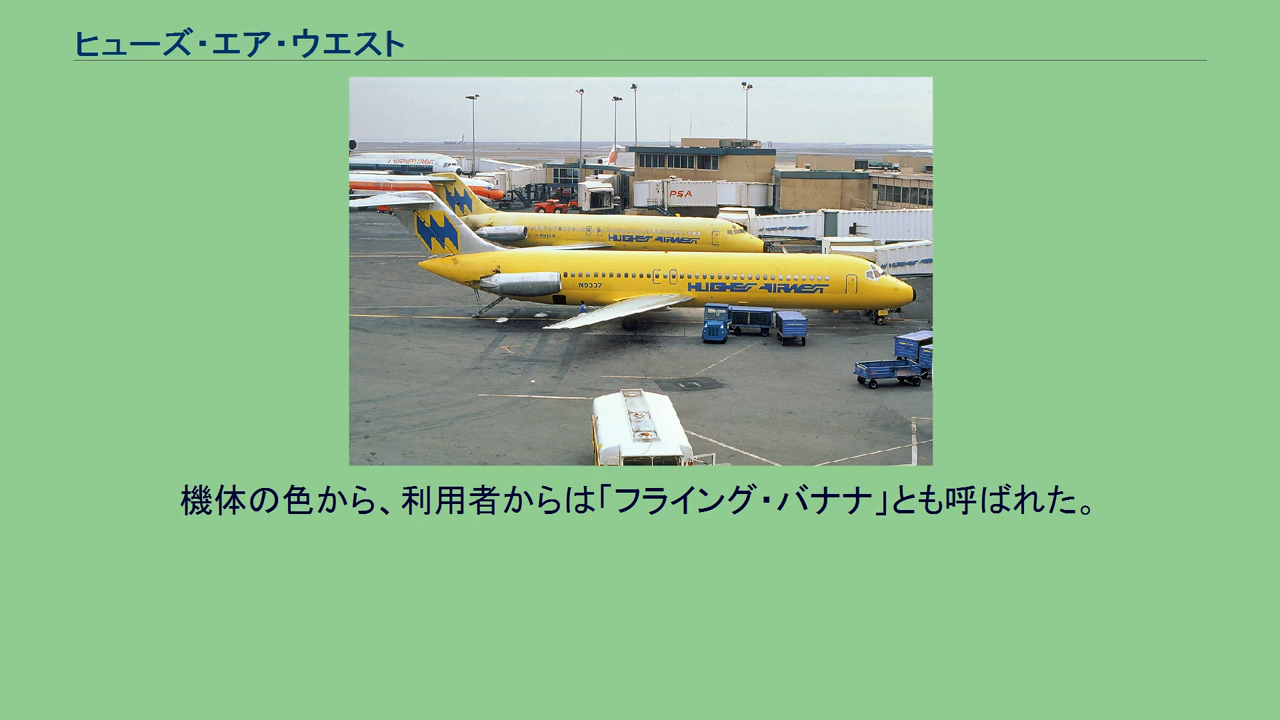 ヒューズ・エア・ウエスト
PSA
HUGHES AIRWEST
N9337
HUGHES AIRWEST
機体の色から、利用者からは「フライング・バナナ」とも呼ばれた。